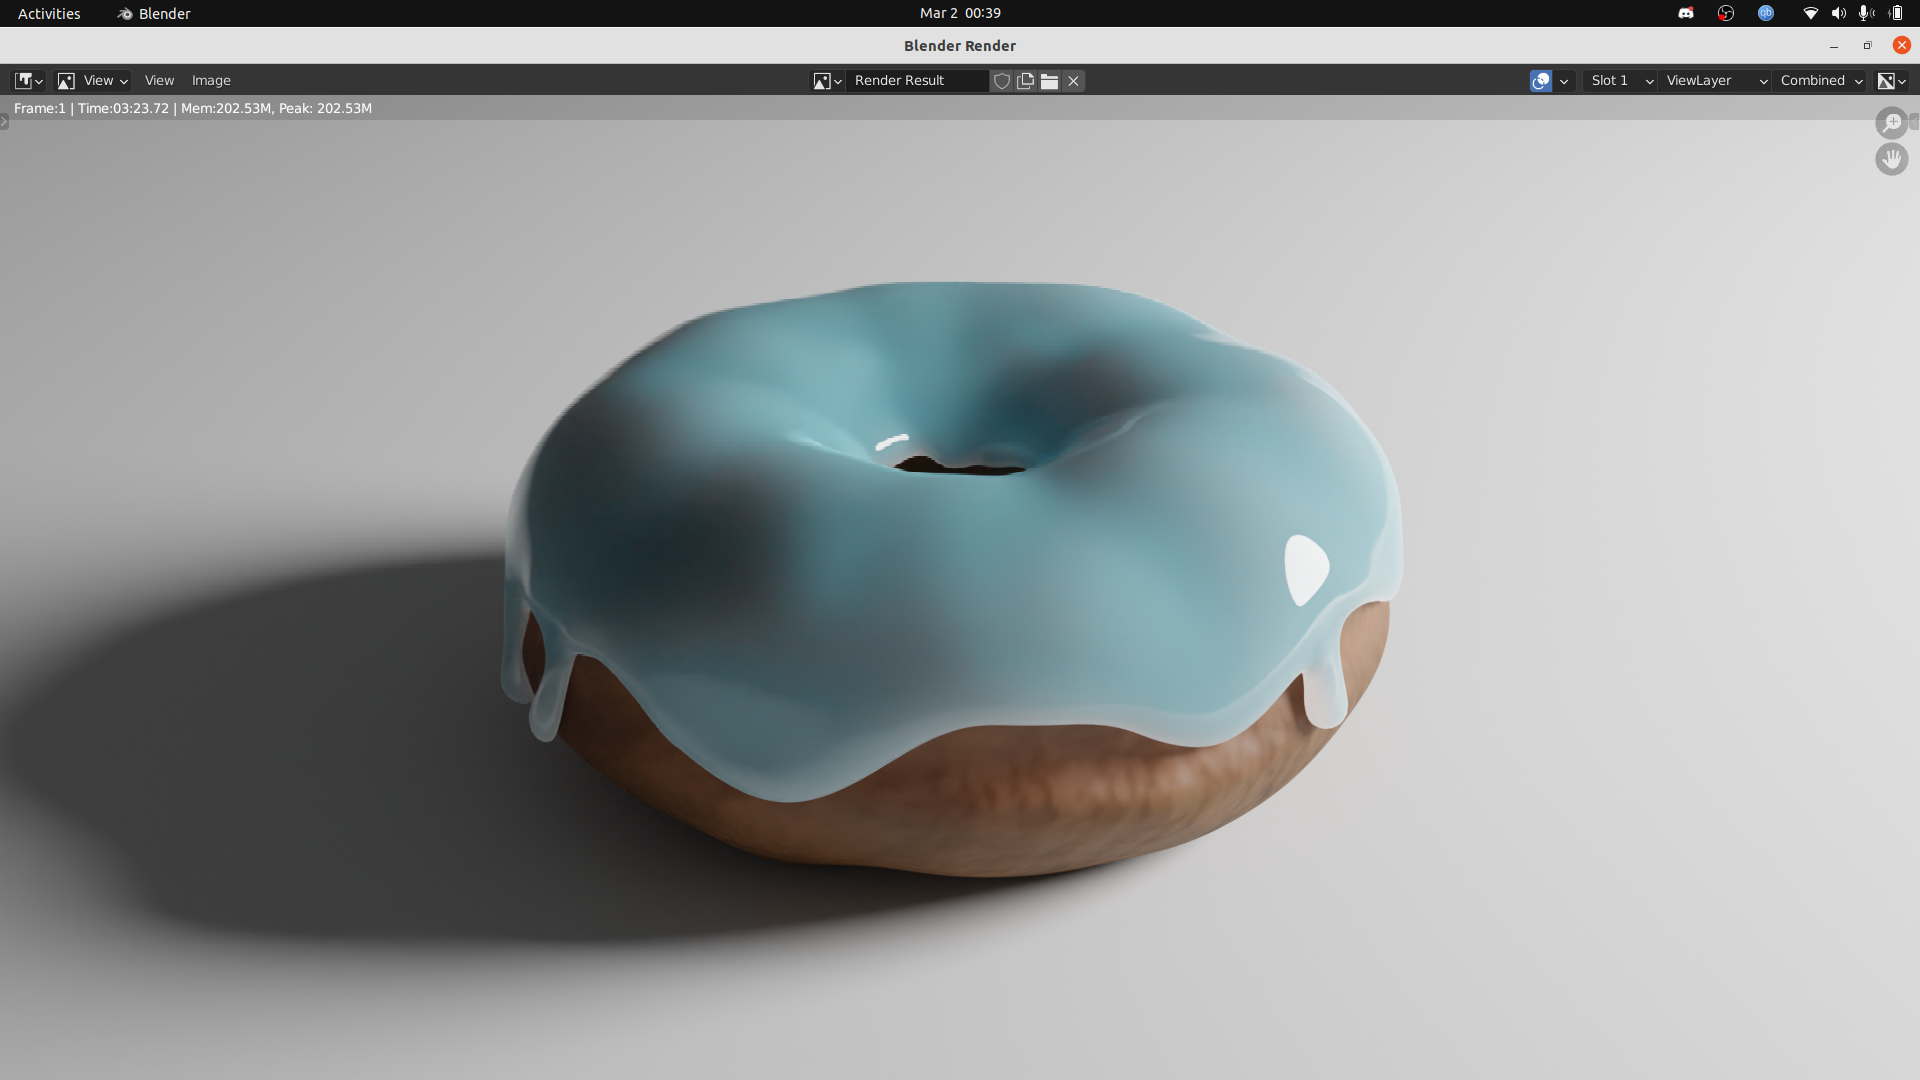 Activities Blender Mar 2 00:39
Blender Render
View View Image Render Result Slot 1 ViewLayer Combined
Frame:1 | Time:03:23.72 | Mem:202.53M, Peak: 202.53M